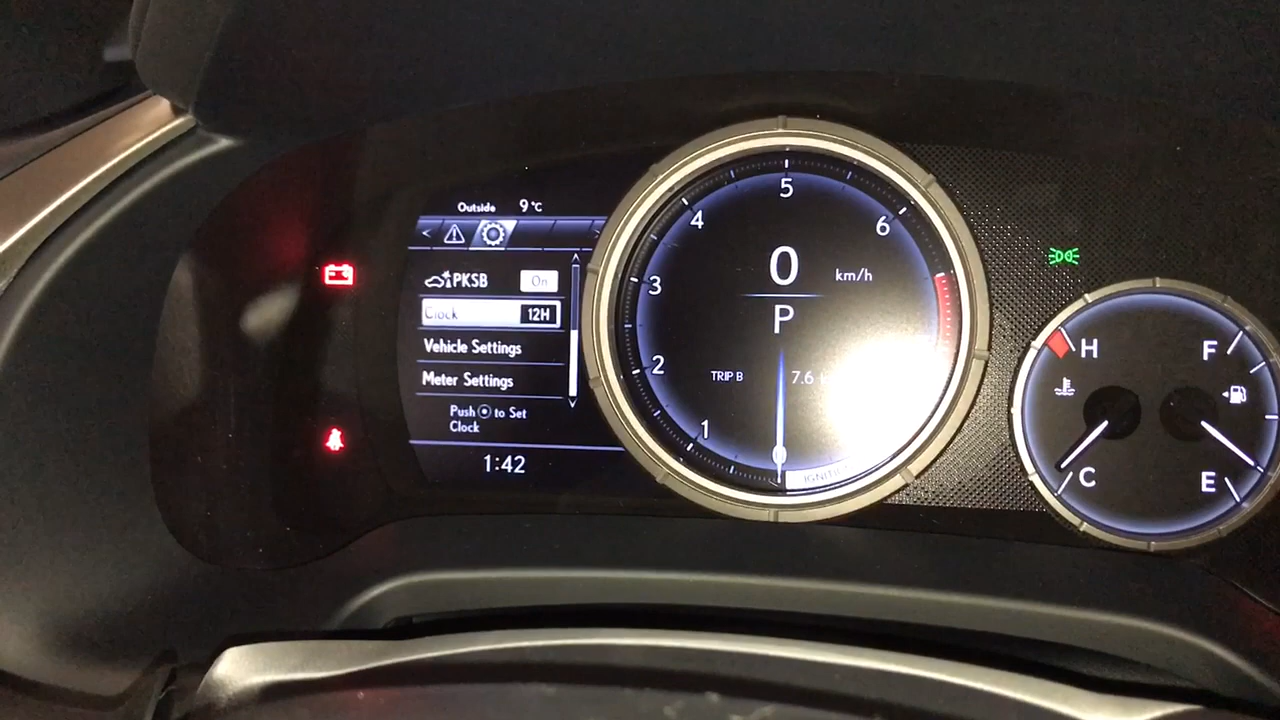 Outside 9°C
PKSB On
Clock 12H
Vehicle Settings
Meter Settings
Push to Set
Clock
1:42
5
4
6
3
2
1
0
0 km/h
P
TRIP B 7.6
H
C
F
E